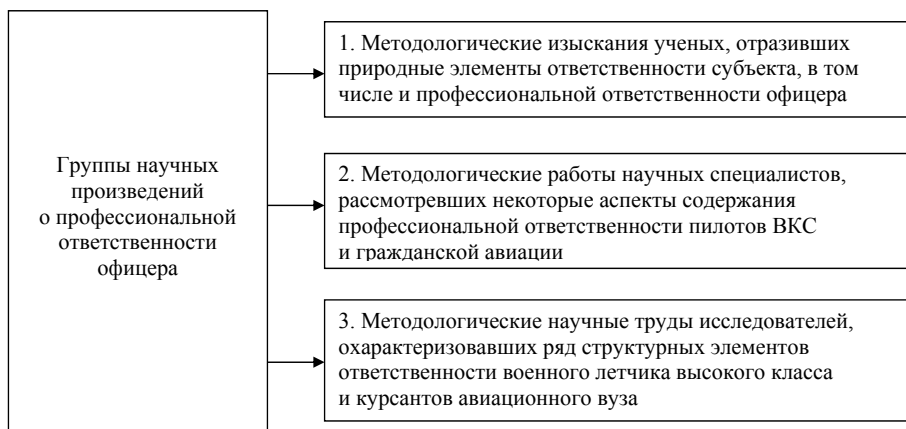 Группы научных
произведений
о профессиональной
ответственности
офицера
1. Методологические изыскания ученых, отразивших
природные элементы ответственности субъекта, в том
числе и профессиональной ответственности офицера
2. Методологические работы научных специалистов,
рассмотревших некоторые аспекты содержания
профессиональной ответственности пилотов ВКС
и гражданской авиации
3. Методологические научные труды исследователей,
охарактеризовавших ряд структурных элементов
ответственности военного летчика высокого класса
и курсантов авиационного вуза